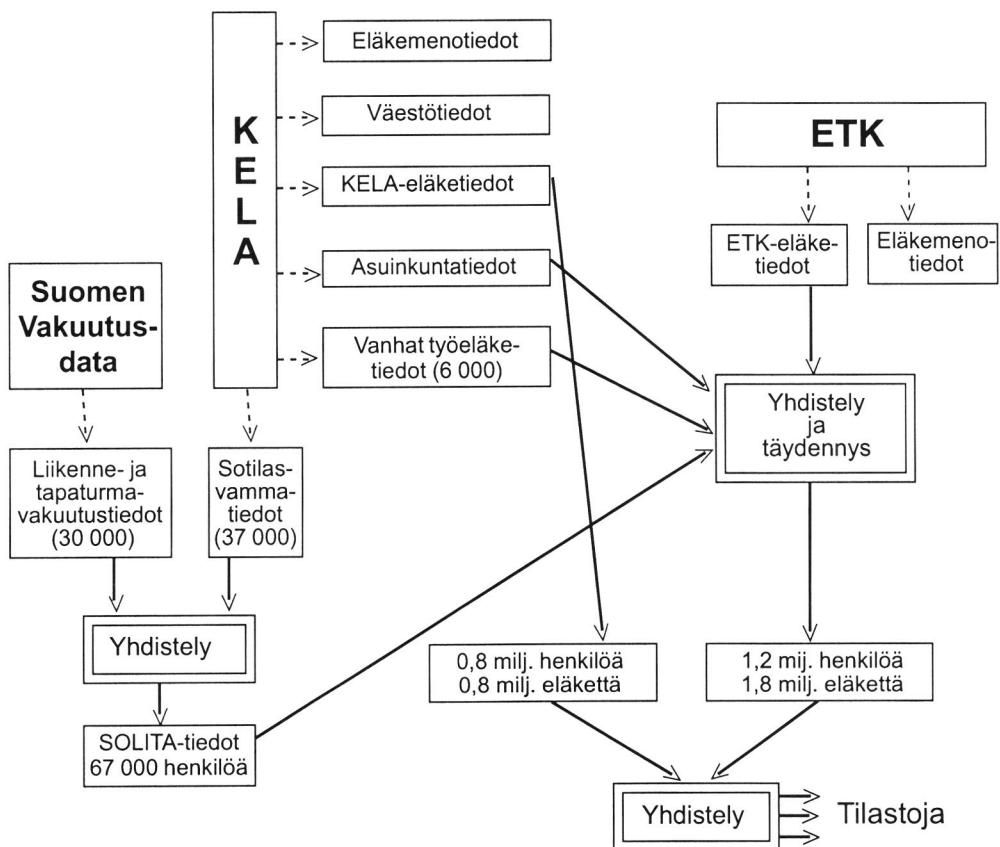 Eläkemenotiedot
Väestötiedot
KELA-eläketiedot
Asuinkuntatiedot
Vanhat työeläke-
tiedot (6 000)
K
E
L
A
ETK
ETK-eläke-
tiedot
Eläkemeno-
tiedot
Suomen
Vakuutus-
data
Liikenne- ja
tapaturma-
vakuutustiedot
(30 000)
Sotilas-
vamma-
tiedot
(37 000)
Yhdistely
ja
täydennys
Yhdistely
SOLITA-tiedot
67 000 henkilöä
0,8 milj. henkilöä
0,8 milj. eläkettä
1,2 mij. henkilöä
1,8 milj. eläkettä
Yhdistely
Tilastoja